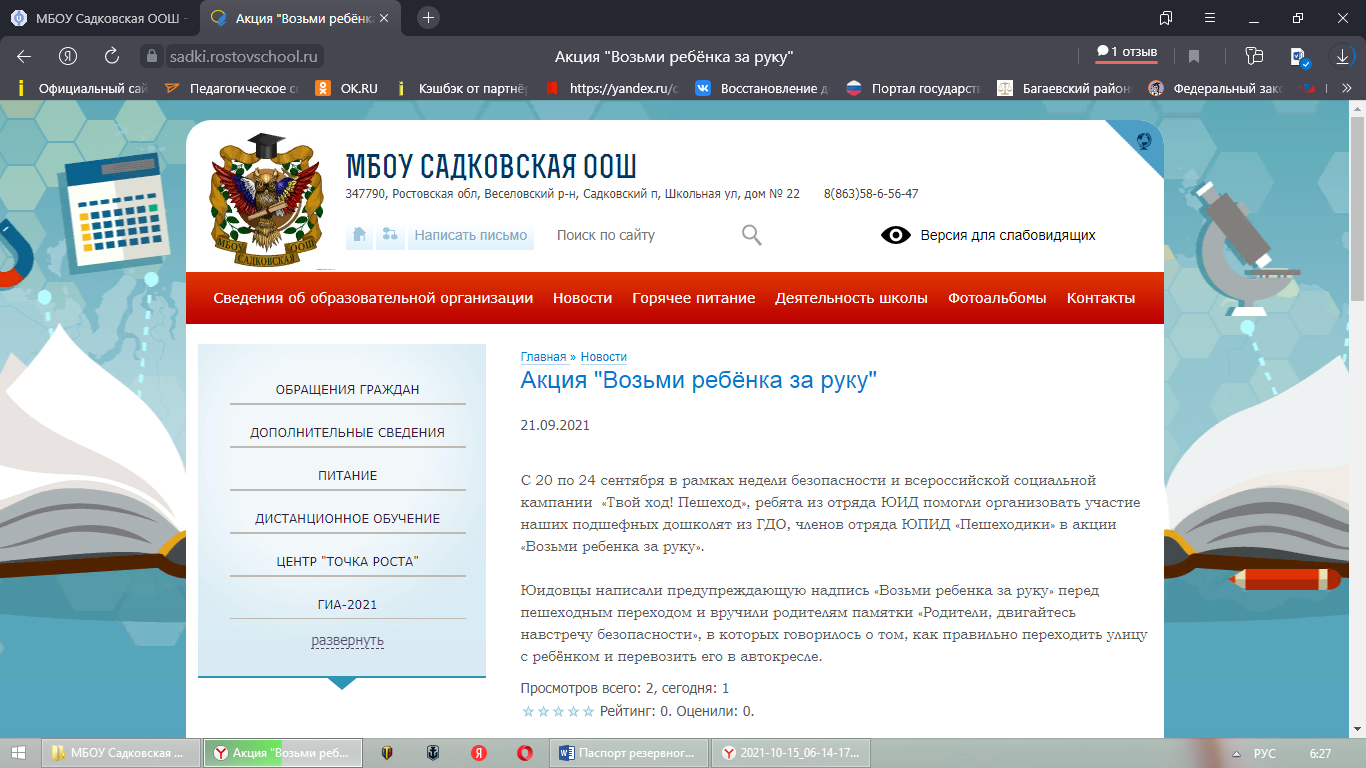 МБОУ Садковская ООШ -
Акция "Возьми ребёнка
sadki.rostovschool.ru
Акция "Возьми ребёнка за руку"
1 отзыв
Официальный сай
Педагогическое со
OK.RU
Кэшбэк от партнёр
https://yandex.ru/c
Восстановление д
Портал государст
Багаевский район
Федеральный зако
МБОУ САДКОВСКАЯ ООШ
347790, Ростовская обл, Веселовский р-н, Садковский п, Школьная ул, дом № 22 8(863)58-6-56-47
МБОУ САДКОВСКАЯ ООШ
Написать письмо
Поиск по сайту
Версия для слабовидящих
Сведения об образовательной организации Новости Горячее питание Деятельность школы Фотоальбомы Контакты
ОБРАЩЕНИЯ ГРАЖДАН
ДОПОЛНИТЕЛЬНЫЕ СВЕДЕНИЯ
ПИТАНИЕ
ДИСТАНЦИОННОЕ ОБУЧЕНИЕ
ЦЕНТР "ТОЧКА РОСТА"
ГИА-2021
развернуть
Главная » Новости
Акция "Возьми ребёнка за руку"
21.09.2021
С 20 по 24 сентября в рамках недели безопасности и всероссийской социальной
кампании «Твой ход! Пешеход», ребята из отряда ЮИД помогли организовать участие
наших подшефных дошколят из ГДО, членов отряда ЮПИД «Пешеходики» в акции
«Возьми ребенка за руку».
Юидовцы написали предупреждающую надпись «Возьми ребенка за руку» перед
пешеходным переходом и вручили родителям памятки «Родители, двигайтесь
навстречу безопасности», в которых говорилось о том, как правильно переходить улицу
с ребёнком и перевозить его в автокресле.
Просмотров всего: 2, сегодня: 1
Рейтинг: 0. Оценили: 0.
МБОУ Садковская ...
Акция "Возьми реб...
Паспорт резервног...
2021-10-15_06-14-17...
РУС
6:27